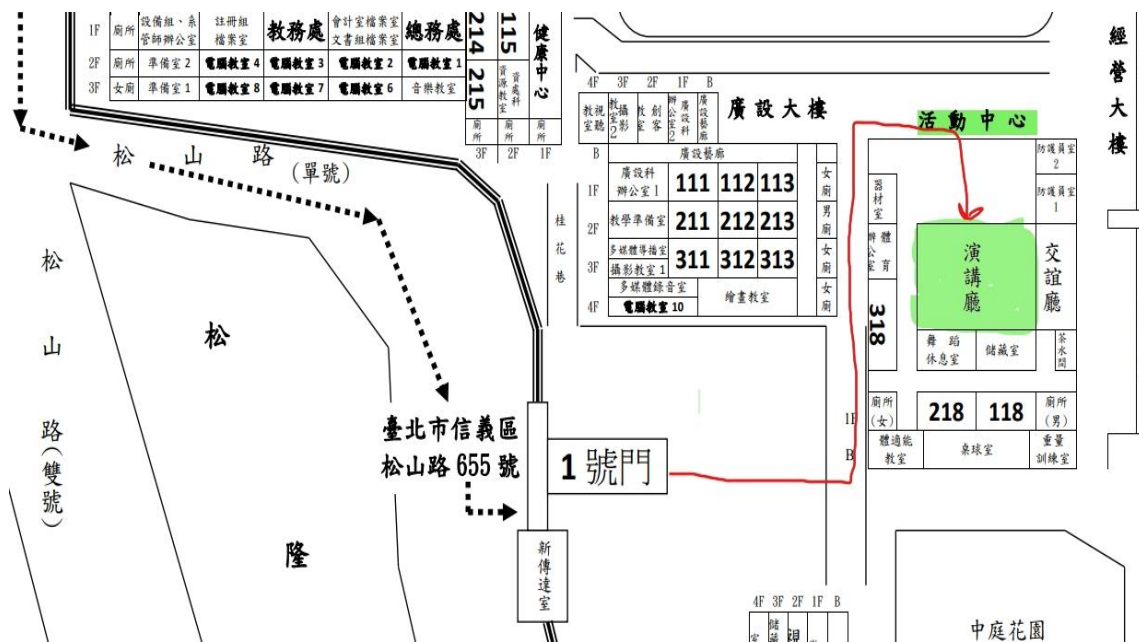 1F 廁所 設備組、系管師辦公室 註冊組檔案室 教務處 會計室檔案室文書組檔案室 總務處
2F 廁所 準備室 2 電腦教室 4 電腦教室 3 電腦教室 2 電腦教室 1
3F 女廁 準備室 1 電腦教室 8 電腦教室 7 電腦教室 6 音樂教室
214 115 健康中心
215 資源教室 資處科
廁所 廁所 廁所
3F 2F 1F
經營大樓
4F 3F 2F 1F B
視聽教室 攝影教室2 創客教室 廣設科辦公室2 廣設藝廊
廣設大樓
B 廣設藝廊
1F 廣設科辦公室 1 111 112 113 女廁
2F 教學準備室 211 212 213 男廁
3F 多媒體導播室 攝影教室 1 311 312 313 女廁
4F 多媒體錄音室 電腦教室 10 繪畫教室 女廁
桂花巷
活動中心
防護員室 2
防護員室 1
器材室
體育辦公室
演講廳
交誼廳
318
舞蹈休息室 儲藏室 茶水間
1F 廁所(女) 218 118 廁所(男)
B 體適能教室 桌球室 重量訓練室
松山路
(單號)
松山路(雙號)
松隆
臺北市信義區
松山路 655 號
1 號門
新傳達室
4F 3F 2F 1F B
儲藏
中庭花園